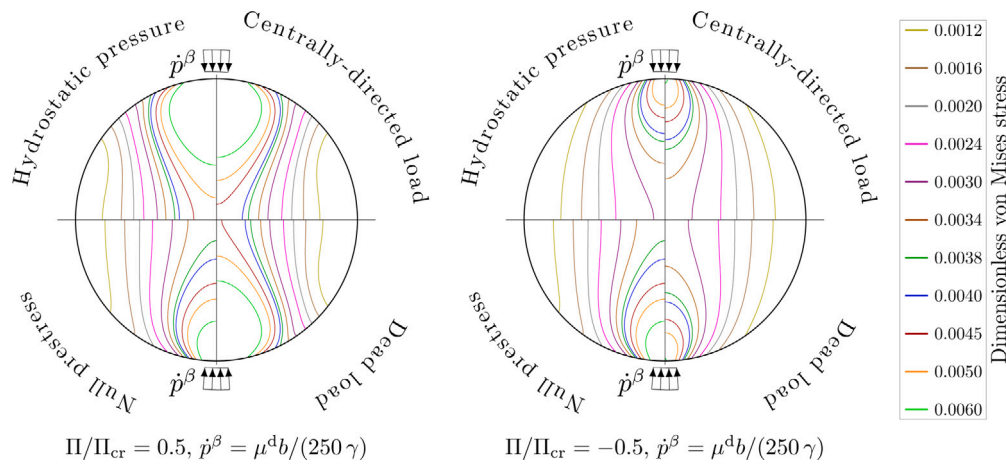 Hydrostatic pressure
Centrally-directed load
ṗ^β
Null prestress
Dead load
ṗ^β
Π/Π_cr = 0.5, ṗ^β = μ^d b/(250 γ)
Hydrostatic pressure
Centrally-directed load
ṗ^β
Null prestress
Dead load
ṗ^β
Π/Π_cr = −0.5, ṗ^β = μ^d b/(250 γ)
0.0012
0.0016
0.0020
0.0024
0.0030
0.0034
0.0038
0.0040
0.0045
0.0050
0.0060
Dimensionless von Mises stress